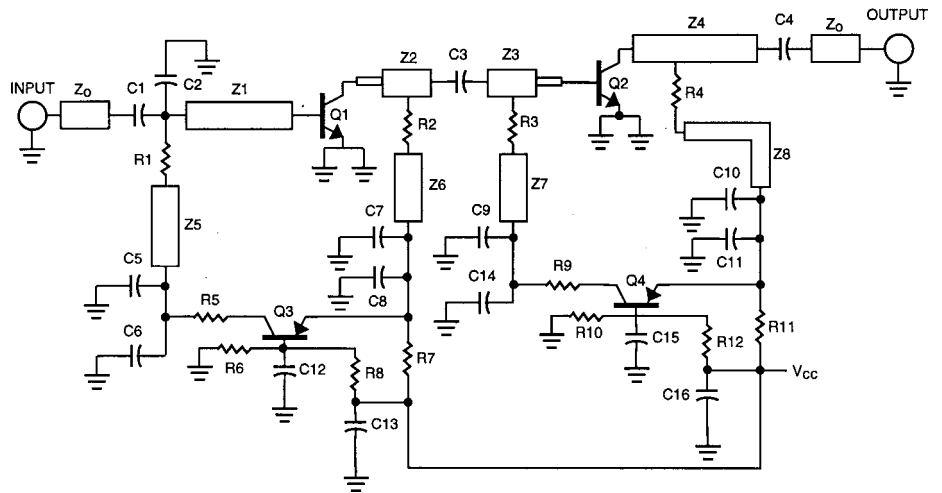 OUTPUT
Z4
C4
Zo
C3
Z2
Z3
INPUT
Zo
C1
C2
Z1
Q1
Q2
R4
R2
R3
R1
Z8
Z5
Z6
Z7
C10
C7
C9
C11
C5
C8
C14
R9
Q4
R5
Q3
C6
R10
C15
R12
R11
R6
C12
R8
R7
VCC
C16
C13